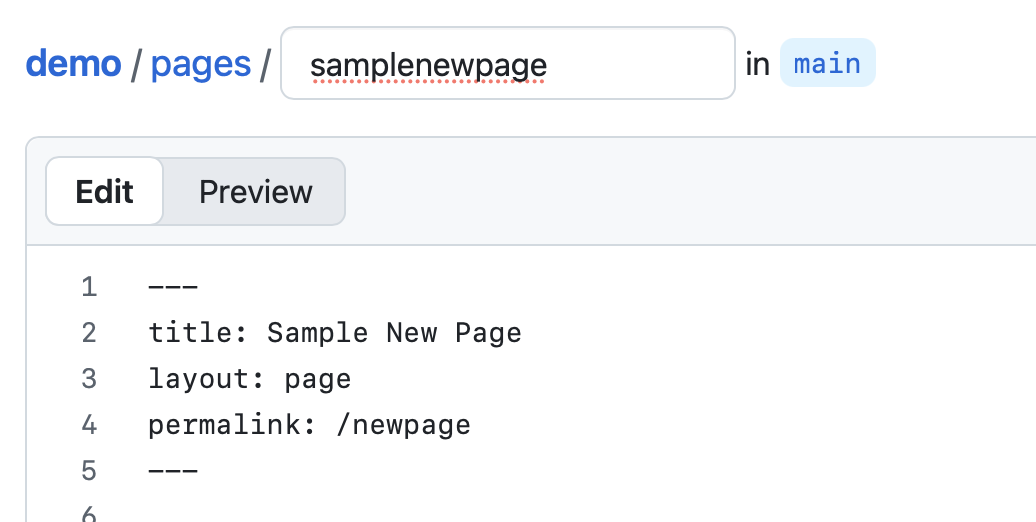 demo / pages / samplenewpage in main
Edit Preview
1 ---
2 title: Sample New Page
3 layout: page
4 permalink: /newpage
5 ---
6